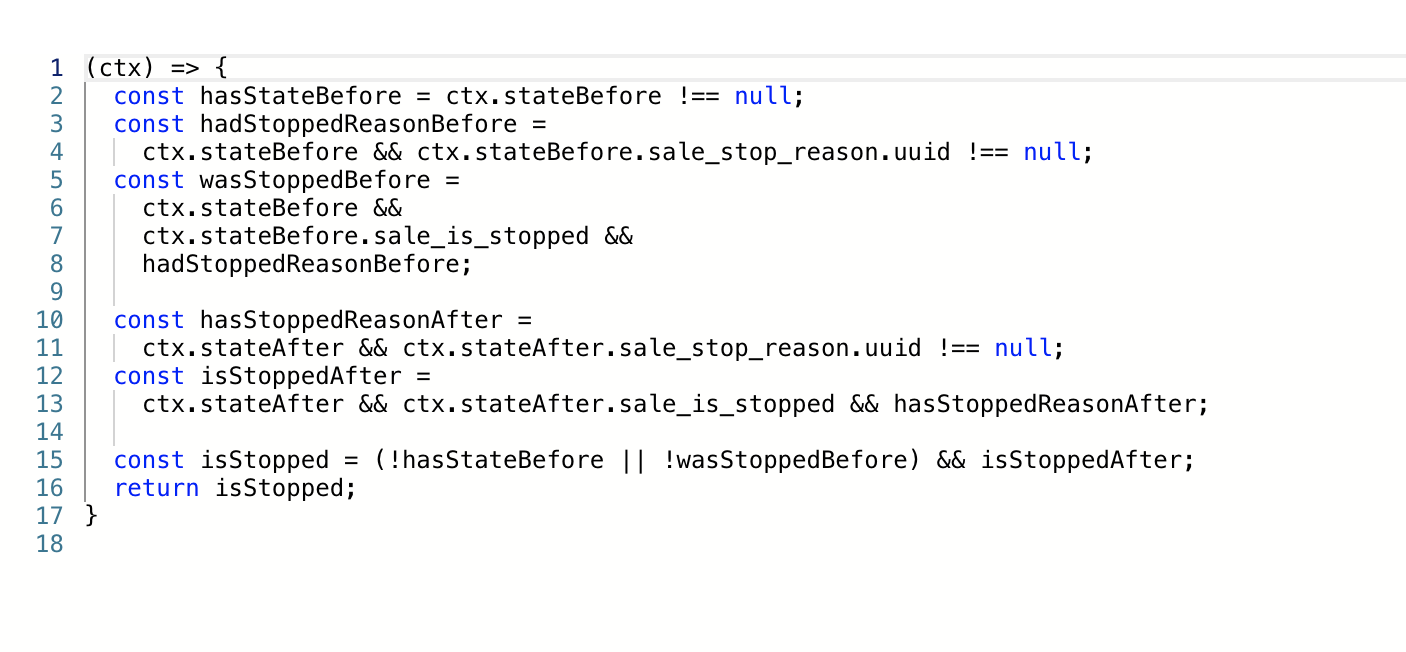 1 (ctx) => {
2   const hasStateBefore = ctx.stateBefore !== null;
3   const hadStoppedReasonBefore =
4     ctx.stateBefore && ctx.stateBefore.sale_stop_reason.uuid !== null;
5   const wasStoppedBefore =
6     ctx.stateBefore &&
7     ctx.stateBefore.sale_is_stopped &&
8     hadStoppedReasonBefore;
9
10   const hasStoppedReasonAfter =
11     ctx.stateAfter && ctx.stateAfter.sale_stop_reason.uuid !== null;
12   const isStoppedAfter =
13     ctx.stateAfter && ctx.stateAfter.sale_is_stopped && hasStoppedReasonAfter;
14
15   const isStopped = (!hasStateBefore || !wasStoppedBefore) && isStoppedAfter;
16   return isStopped;
17 }
18